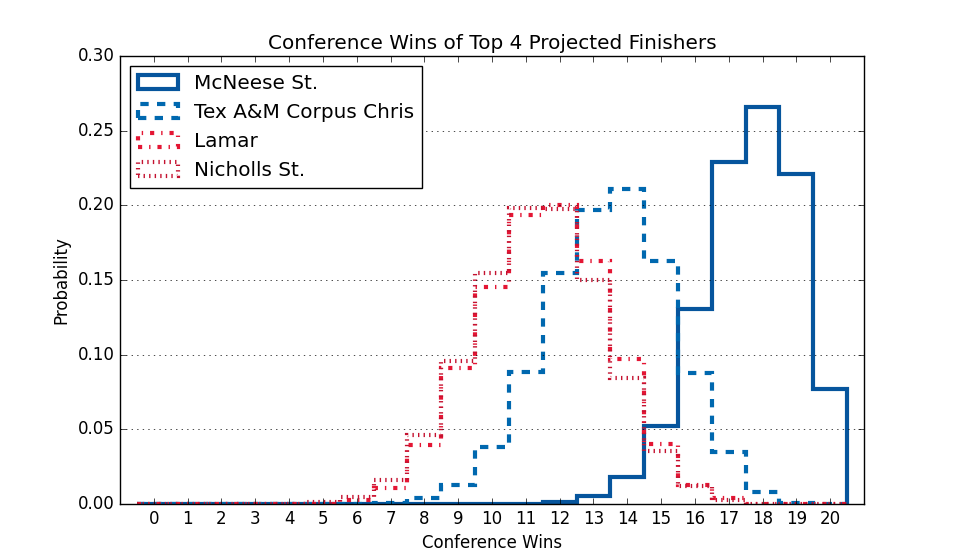 Conference Wins of Top 4 Projected Finishers
0.30
0.25
0.20
0.15
0.10
0.05
0.00
Probability
McNeese St.
Tex A&M Corpus Chris
Lamar
Nicholls St.
0 1 2 3 4 5 6 7 8 9 10 11 12 13 14 15 16 17 18 19 20
Conference Wins